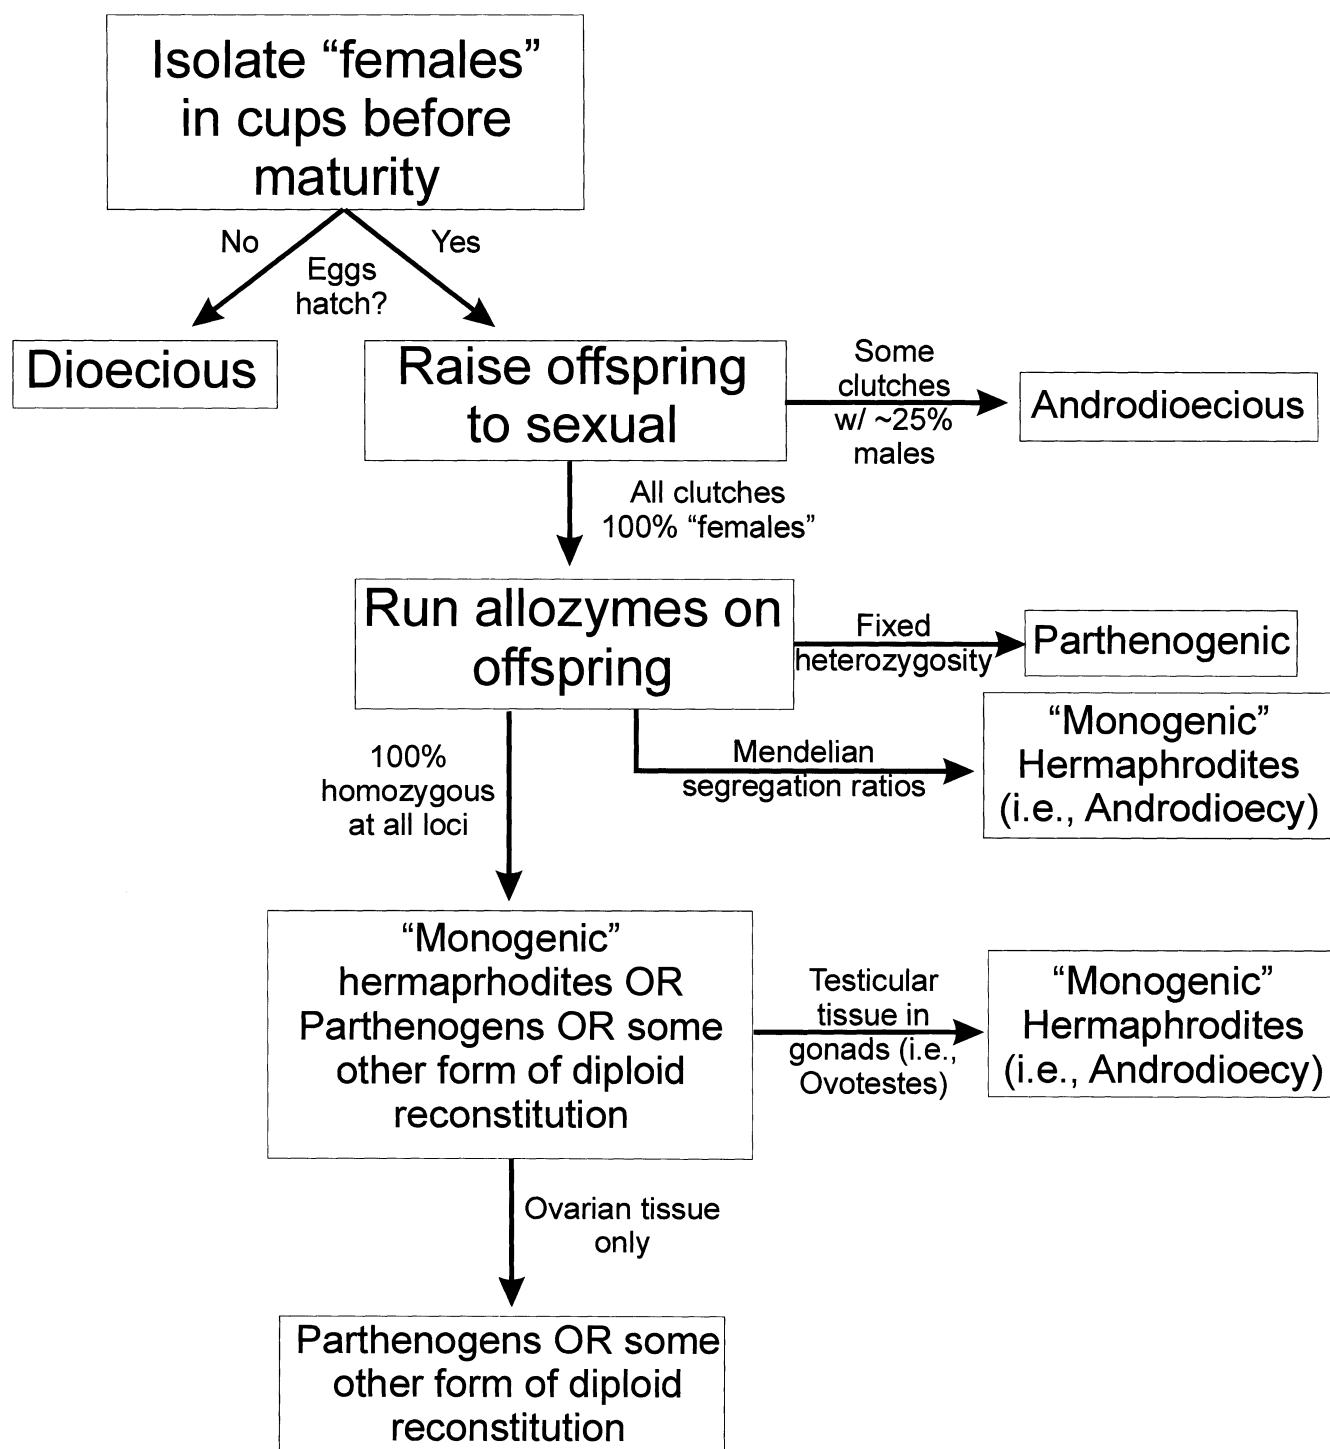 Isolate “females”
in cups before
maturity
No
Yes
Eggs
hatch?
Dioecious
Raise offspring
to sexual
Some
clutches
w/ ~25%
males
Androdioecious
All clutches
100% “females”
Run allozymes on
offspring
Fixed
heterozygosity
Parthenogenic
100%
homozygous
at all loci
Mendelian
segregation ratios
“Monogenic”
Hermaphrodites
(i.e., Androdioecy)
“Monogenic”
hermaprhodites OR
Parthenogens OR some
other form of diploid
reconstitution
Testicular
tissue in
gonads (i.e.,
Ovotestes)
“Monogenic”
Hermaphrodites
(i.e., Androdioecy)
Ovarian tissue
only
Parthenogens OR some
other form of diploid
reconstitution